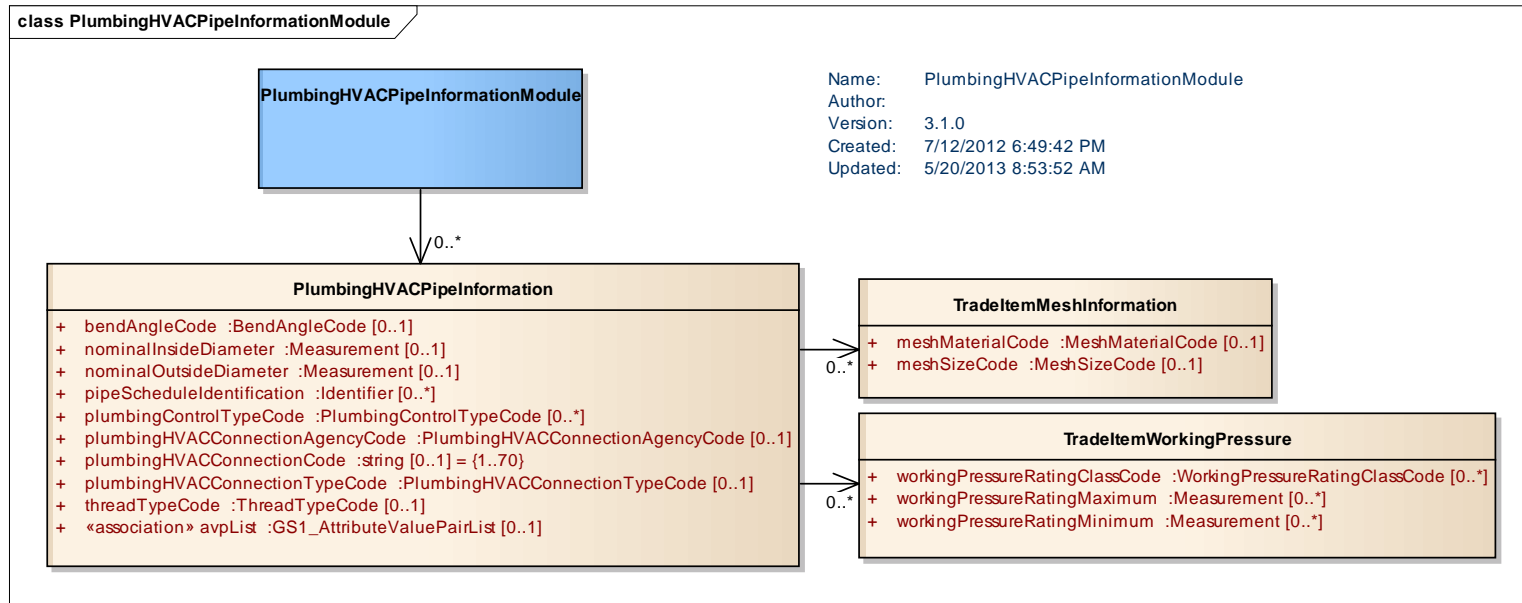 class PlumbingHVACPipeInformationModule
PlumbingHVACPipeInformationModule
Name: PlumbingHVACPipeInformationModule
Author:
Version: 3.1.0
Created: 7/12/2012 6:49:42 PM
Updated: 5/20/2013 8:53:52 AM
0..*
PlumbingHVACPipeInformation
+ bendAngleCode :BendAngleCode [0..1]
+ nominalInsideDiameter :Measurement [0..1]
+ nominalOutsideDiameter :Measurement [0..1]
+ pipeScheduleIdentification :Identifier [0..*]
+ plumbingControlTypeCode :PlumbingControlTypeCode [0..*]
+ plumbingHVACConnectionAgencyCode :PlumbingHVACConnectionAgencyCode [0..1]
+ plumbingHVACConnectionCode :string [0..1] = {1..70}
+ plumbingHVACConnectionTypeCode :PlumbingHVACConnectionTypeCode [0..1]
+ threadTypeCode :ThreadTypeCode [0..1]
+ «association» avpList :GS1_AttributeValuePairList [0..1]
0..*
TradeItemMeshInformation
+ meshMaterialCode :MeshMaterialCode [0..1]
+ meshSizeCode :MeshSizeCode [0..1]
0..*
TradeItemWorkingPressure
+ workingPressureRatingClassCode :WorkingPressureRatingClassCode [0..*]
+ workingPressureRatingMaximum :Measurement [0..*]
+ workingPressureRatingMinimum :Measurement [0..*]